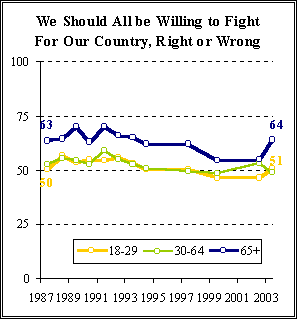 We Should All be Willing to Fight
For Our Country, Right or Wrong
100
75
63
64
51
50
50
25
18-29 30-64 65+
0
1987 1989 1991 1993 1995 1997 1999 2001 2003